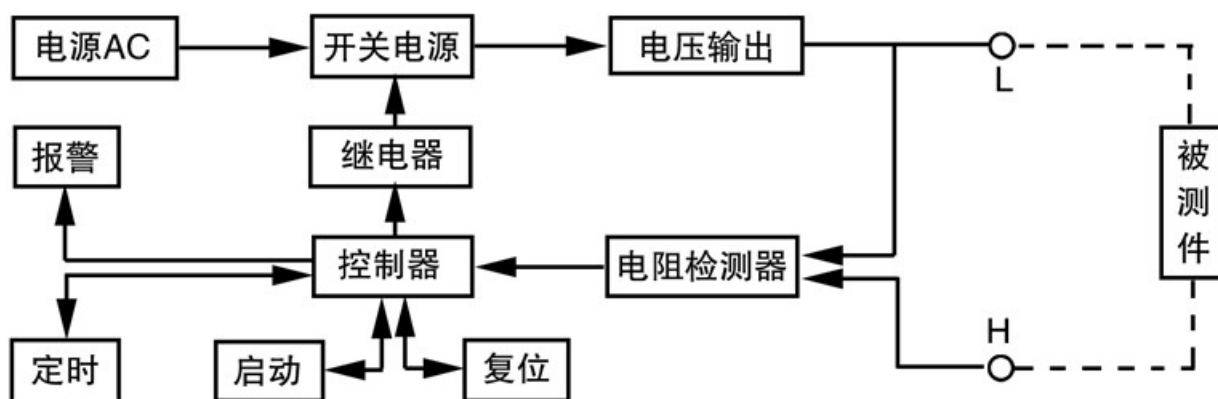 电源AC
开关电源
电压输出
L
报警
继电器
被测件
控制器
电阻检测器
H
定时
启动
复位